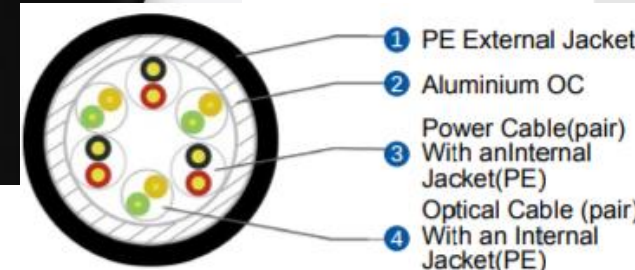 1 PE External Jacket
2 Aluminium OC
Power Cable(pair)
3 With anInternal
Jacket(PE)
Optical Cable (pair)
4 With an Internal
Jacket(PE)